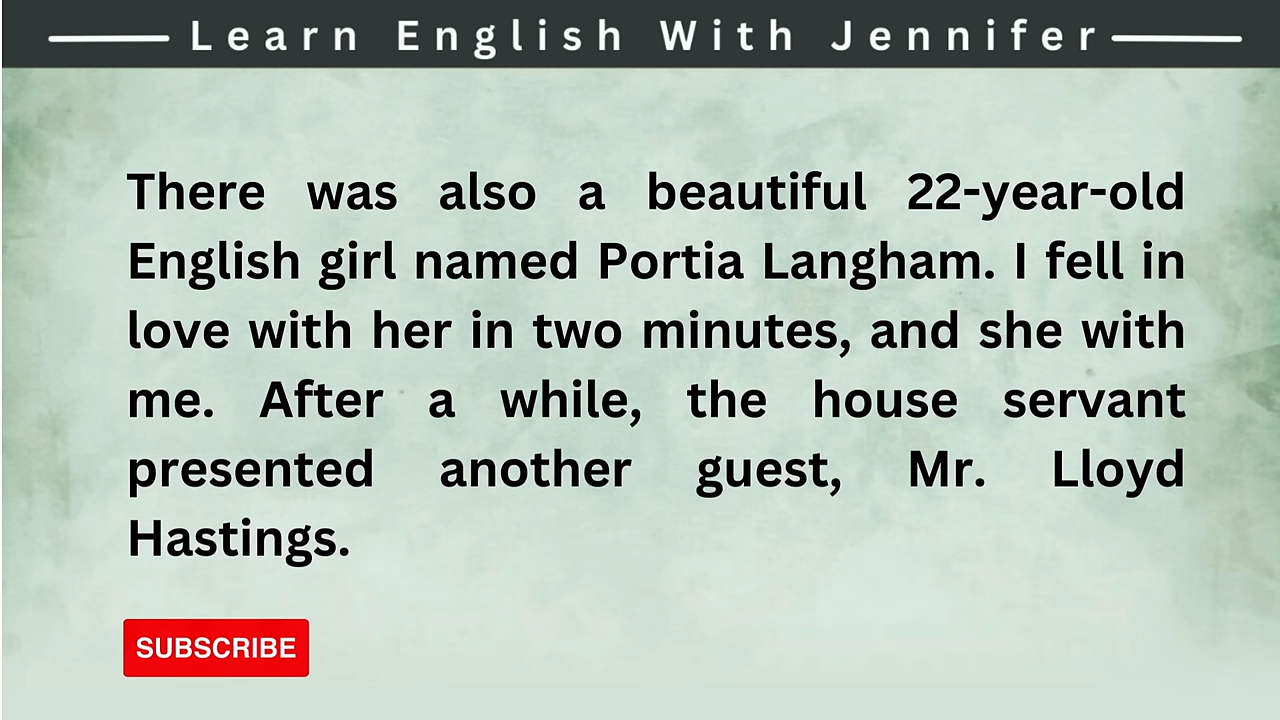 Learn English With Jennifer
There was also a beautiful 22-year-old
English girl named Portia Langham. I fell in
love with her in two minutes, and she with
me. After a while, the house servant
presented another guest, Mr. Lloyd
Hastings.
SUBSCRIBE